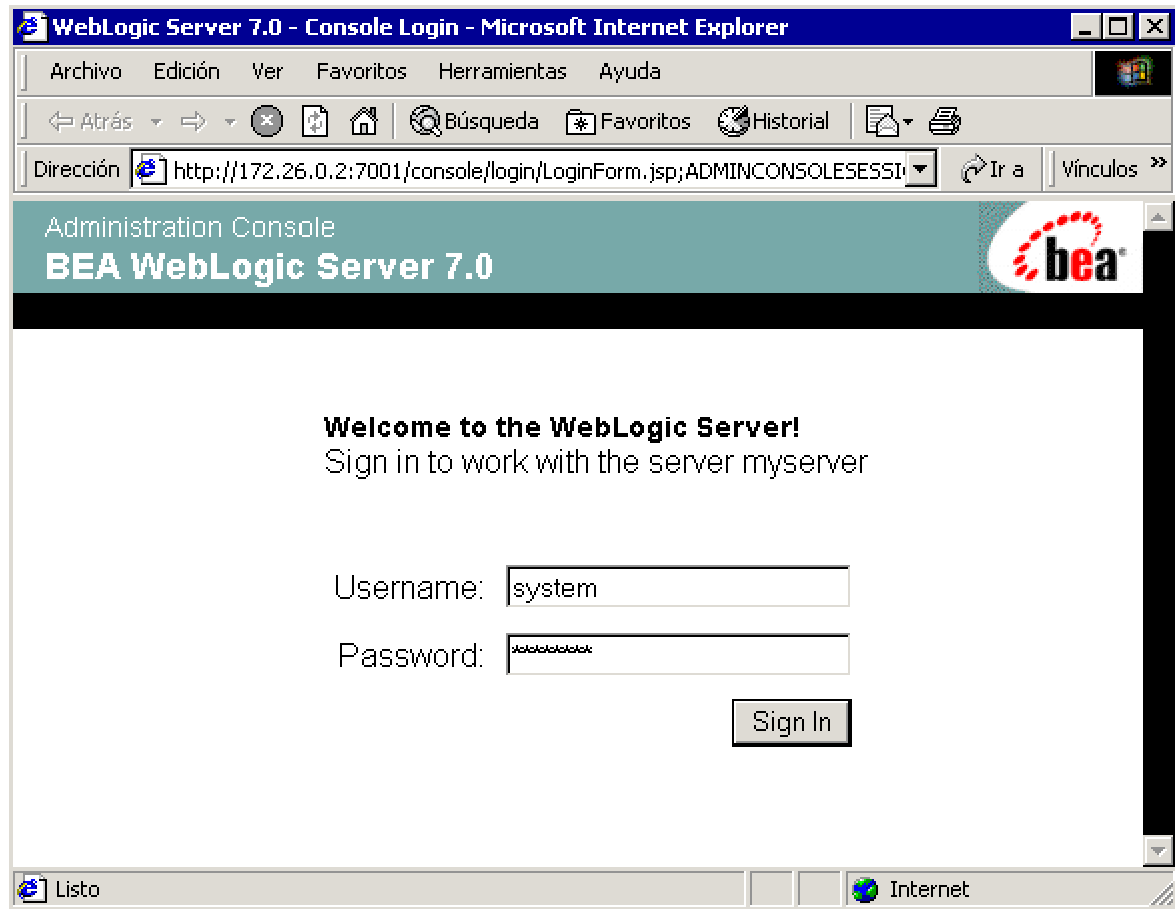 WebLogic Server 7.0 - Console Login - Microsoft Internet Explorer
Archivo Edición Ver Favoritos Herramientas Ayuda
Atrás Búsqueda Favoritos Historial
Dirección http://172.26.0.2:7001/console/login/LoginForm.jsp;ADMINCONSOLESESSI Ir a Vínculos »
Administration Console
BEA WebLogic Server 7.0
bea
Welcome to the WebLogic Server!
Sign in to work with the server myserver
Username: system
Password: *********
Sign In
Listo Internet